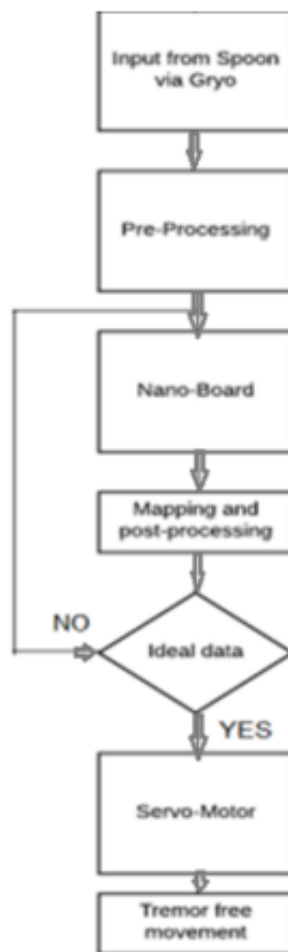 Input from Spoon
via Gryo
Pre-Processing
Nano-Board
Mapping and
post-processing
NO
Ideal data
YES
Servo-Motor
Tremor free
movement